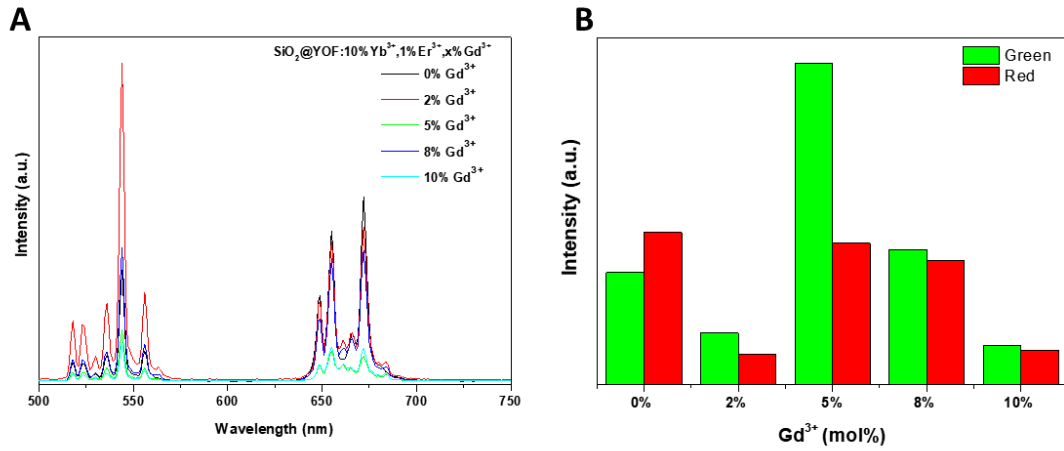 A
SiO₂@YOF:10%Yb³⁺,1%Er³⁺,x%Gd³⁺
0% Gd³⁺
2% Gd³⁺
5% Gd³⁺
8% Gd³⁺
10% Gd³⁺
Intensity (a.u.)
500
550
600
650
700
750
Wavelength (nm)
B
Green
Red
Intensity (a.u.)
0%
2%
5%
8%
10%
Gd³⁺ (mol%)